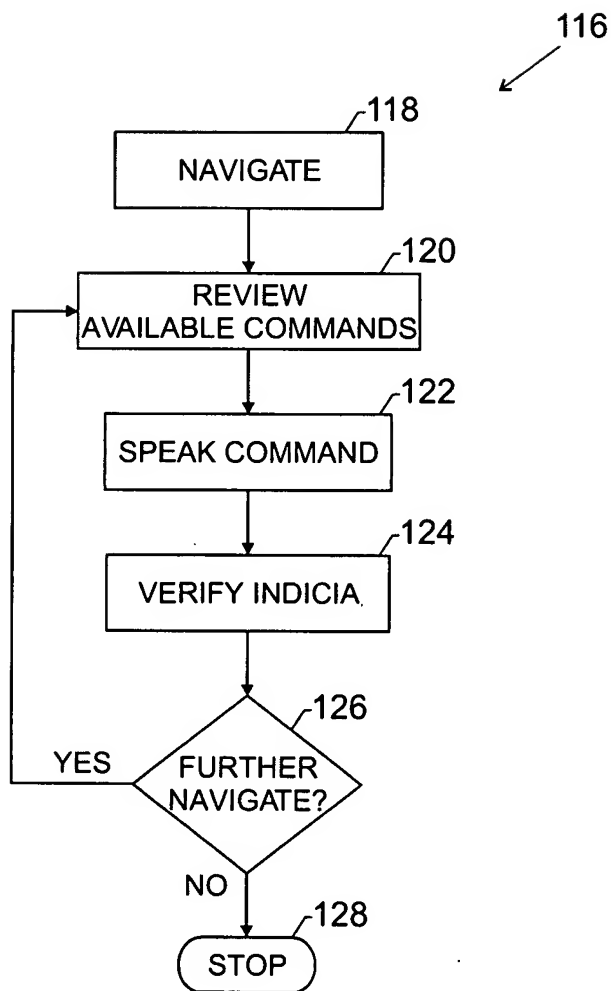 116
118
NAVIGATE
120
REVIEW
AVAILABLE COMMANDS
122
SPEAK COMMAND
124
VERIFY INDICIA
126
YES
FURTHER
NAVIGATE?
NO
128
STOP